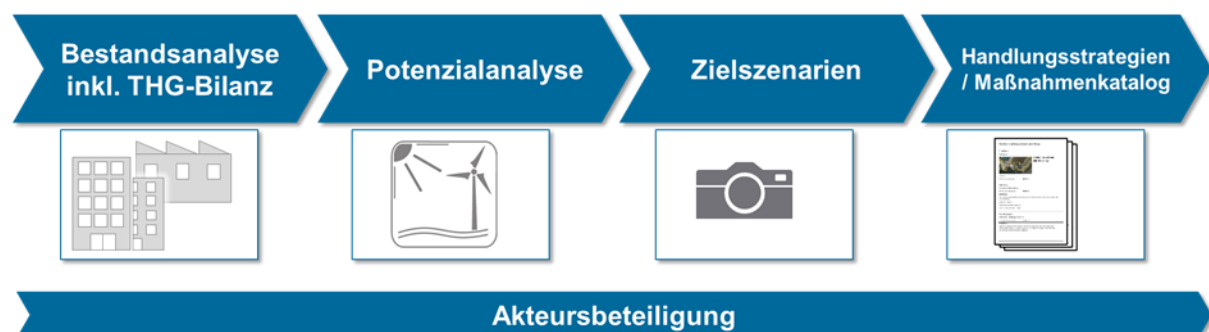 Bestandsanalyse
inkl. THG-Bilanz
Potenzialanalyse
Zielszenarien
Handlungsstrategien
/ Maßnahmenkatalog
Akteursbeteiligung